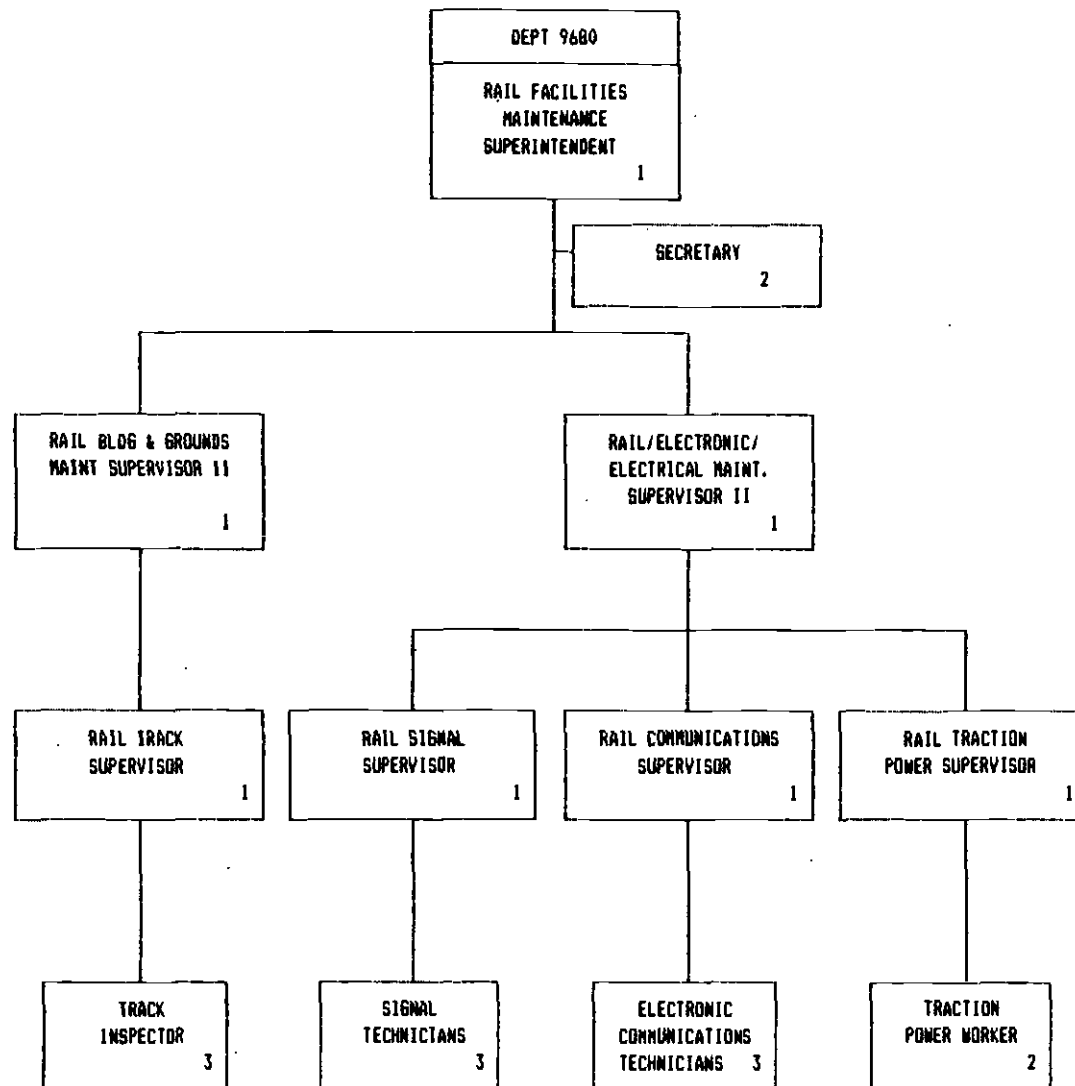 DEPT 9680
RAIL FACILITIES
MAINTENANCE
SUPERINTENDENT
1
SECRETARY
2
RAIL BLDG & GROUNDS
MAINT SUPERVISOR II
1
RAIL/ELECTRONIC/
ELECTRICAL MAINT.
SUPERVISOR II
1
RAIL TRACK
SUPERVISOR
1
RAIL SIGNAL
SUPERVISOR
1
RAIL COMMUNICATIONS
SUPERVISOR
1
RAIL TRACTION
POWER SUPERVISOR
1
TRACK
INSPECTOR
3
SIGNAL
TECHNICIANS
3
ELECTRONIC
COMMUNICATIONS
TECHNICIANS 3
TRACTION
POWER WORKER
2